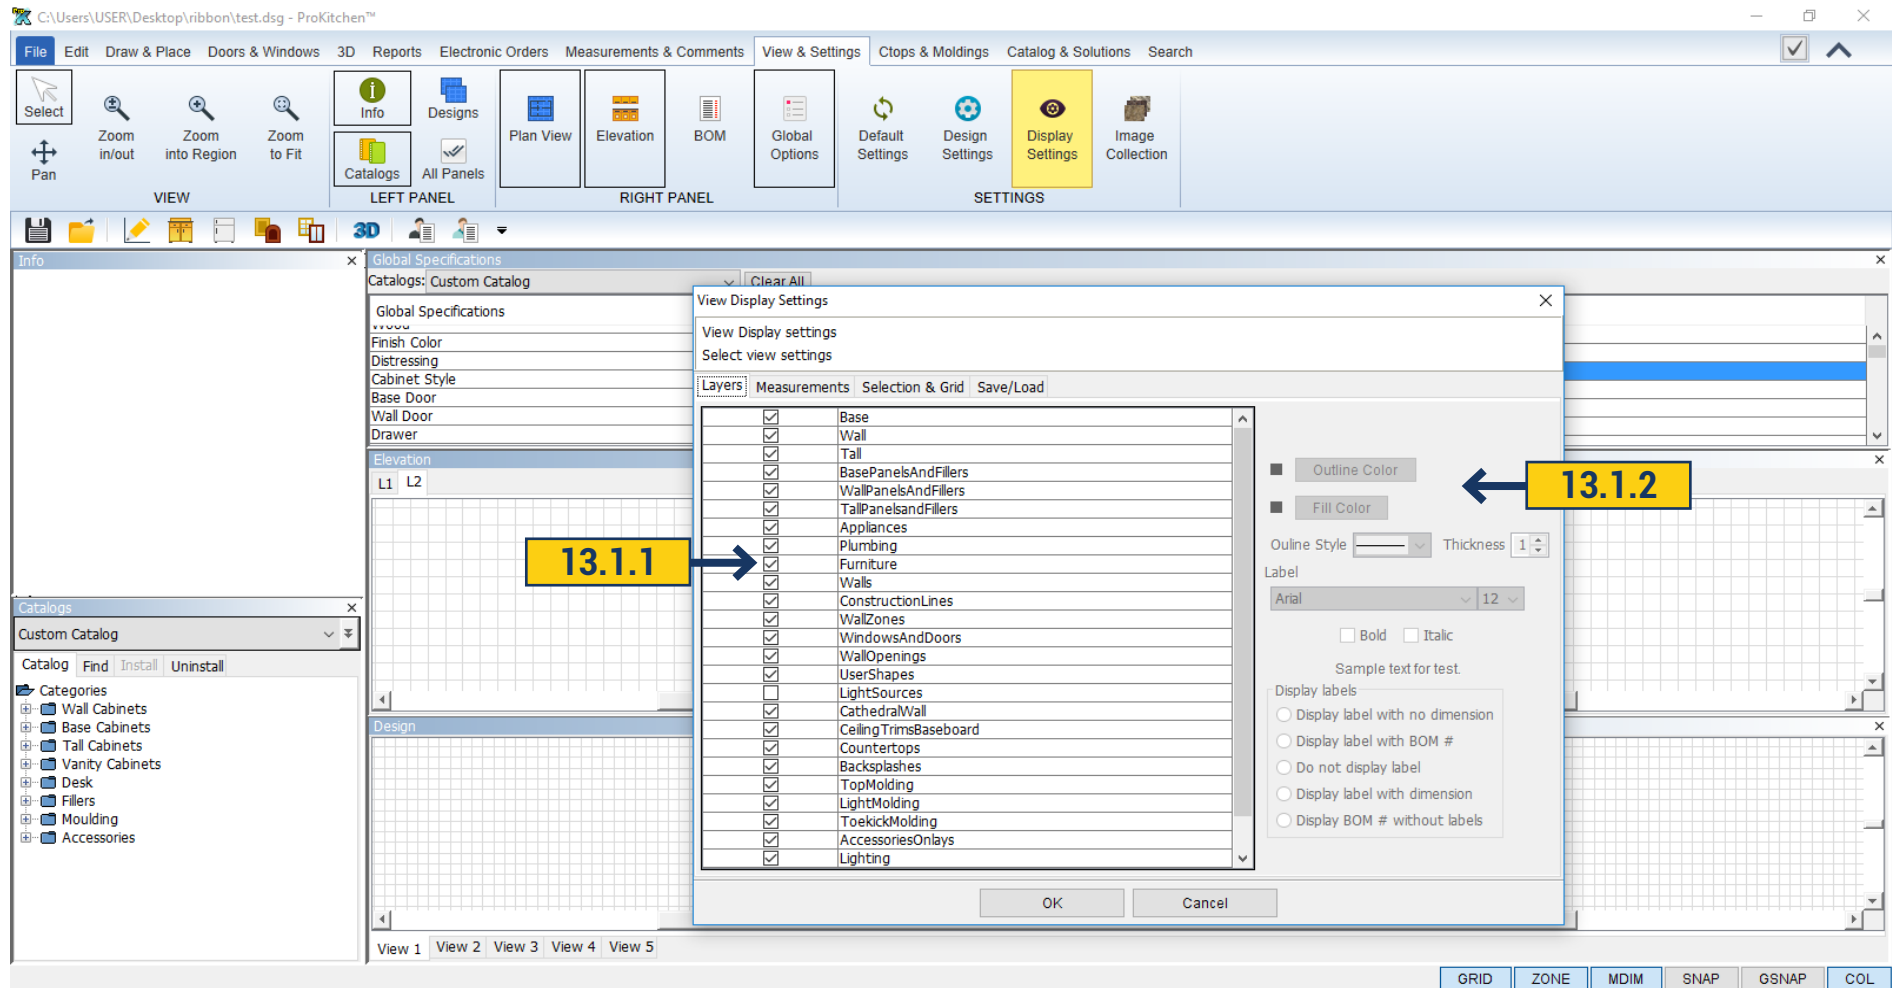 C:\Users\USER\Desktop\ribbon\test.dsg - ProKitchen™
File Edit Draw & Place Doors & Windows 3D Reports Electronic Orders Measurements & Comments View & Settings Ctops & Moldings Catalog & Solutions Search
Select
Pan
Zoom in/out
Zoom into Region
Zoom to Fit
VIEW
Info
Catalogs
Designs
All Panels
LEFT PANEL
Plan View
Elevation
BOM
Global Options
RIGHT PANEL
Default Settings
Design Settings
Display Settings
Image Collection
SETTINGS
3D
Info
Global Specifications
Catalogs: Custom Catalog Clear All
Global Specifications
Wood
Finish Color
Distressing
Cabinet Style
Base Door
Wall Door
Drawer
Elevation
L1 L2
Design
View 1 View 2 View 3 View 4 View 5
Catalogs
Custom Catalog
Catalog Find Install Uninstall
Categories
Wall Cabinets
Base Cabinets
Tall Cabinets
Vanity Cabinets
Desk
Fillers
Moulding
Accessories
View Display Settings
View Display settings
Select view settings
Layers Measurements Selection & Grid Save/Load
Base
Wall
Tall
BasePanelsAndFillers
WallPanelsAndFillers
TallPanelsandFillers
Appliances
Plumbing
Furniture
Walls
ConstructionLines
WallZones
WindowsAndDoors
WallOpenings
UserShapes
LightSources
CathedralWall
CeilingTrimsBaseboard
Countertops
Backsplashes
TopMolding
LightMolding
ToekickMolding
AccessoriesOnlays
Lighting
13.1.1
13.1.2
Outline Color
Fill Color
Ouline Style Thickness 1
Label
Arial 12
Bold Italic
Sample text for test.
Display labels
Display label with no dimension
Display label with BOM #
Do not display label
Display label with dimension
Display BOM # without labels
OK Cancel
GRID ZONE MDIM SNAP GSNAP COL